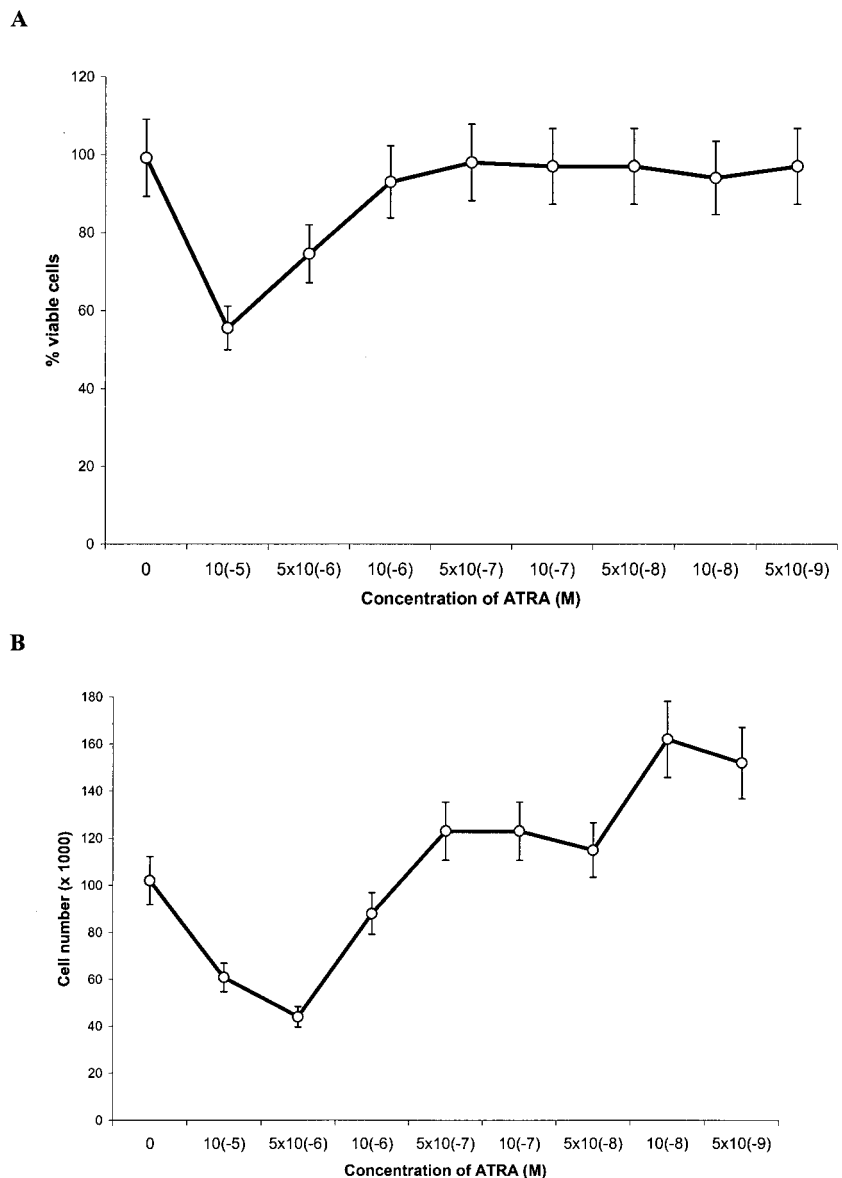 A
120
100
80
60
40
20
0
% viable cells
0 10(-5) 5x10(-6) 10(-6) 5x10(-7) 10(-7) 5x10(-8) 10(-8) 5x10(-9)
Concentration of ATRA (M)
B
180
160
140
120
100
80
60
40
20
0
Cell number (x 1000)
0 10(-5) 5x10(-6) 10(-6) 5x10(-7) 10(-7) 5x10(-8) 10(-8) 5x10(-9)
Concentration of ATRA (M)